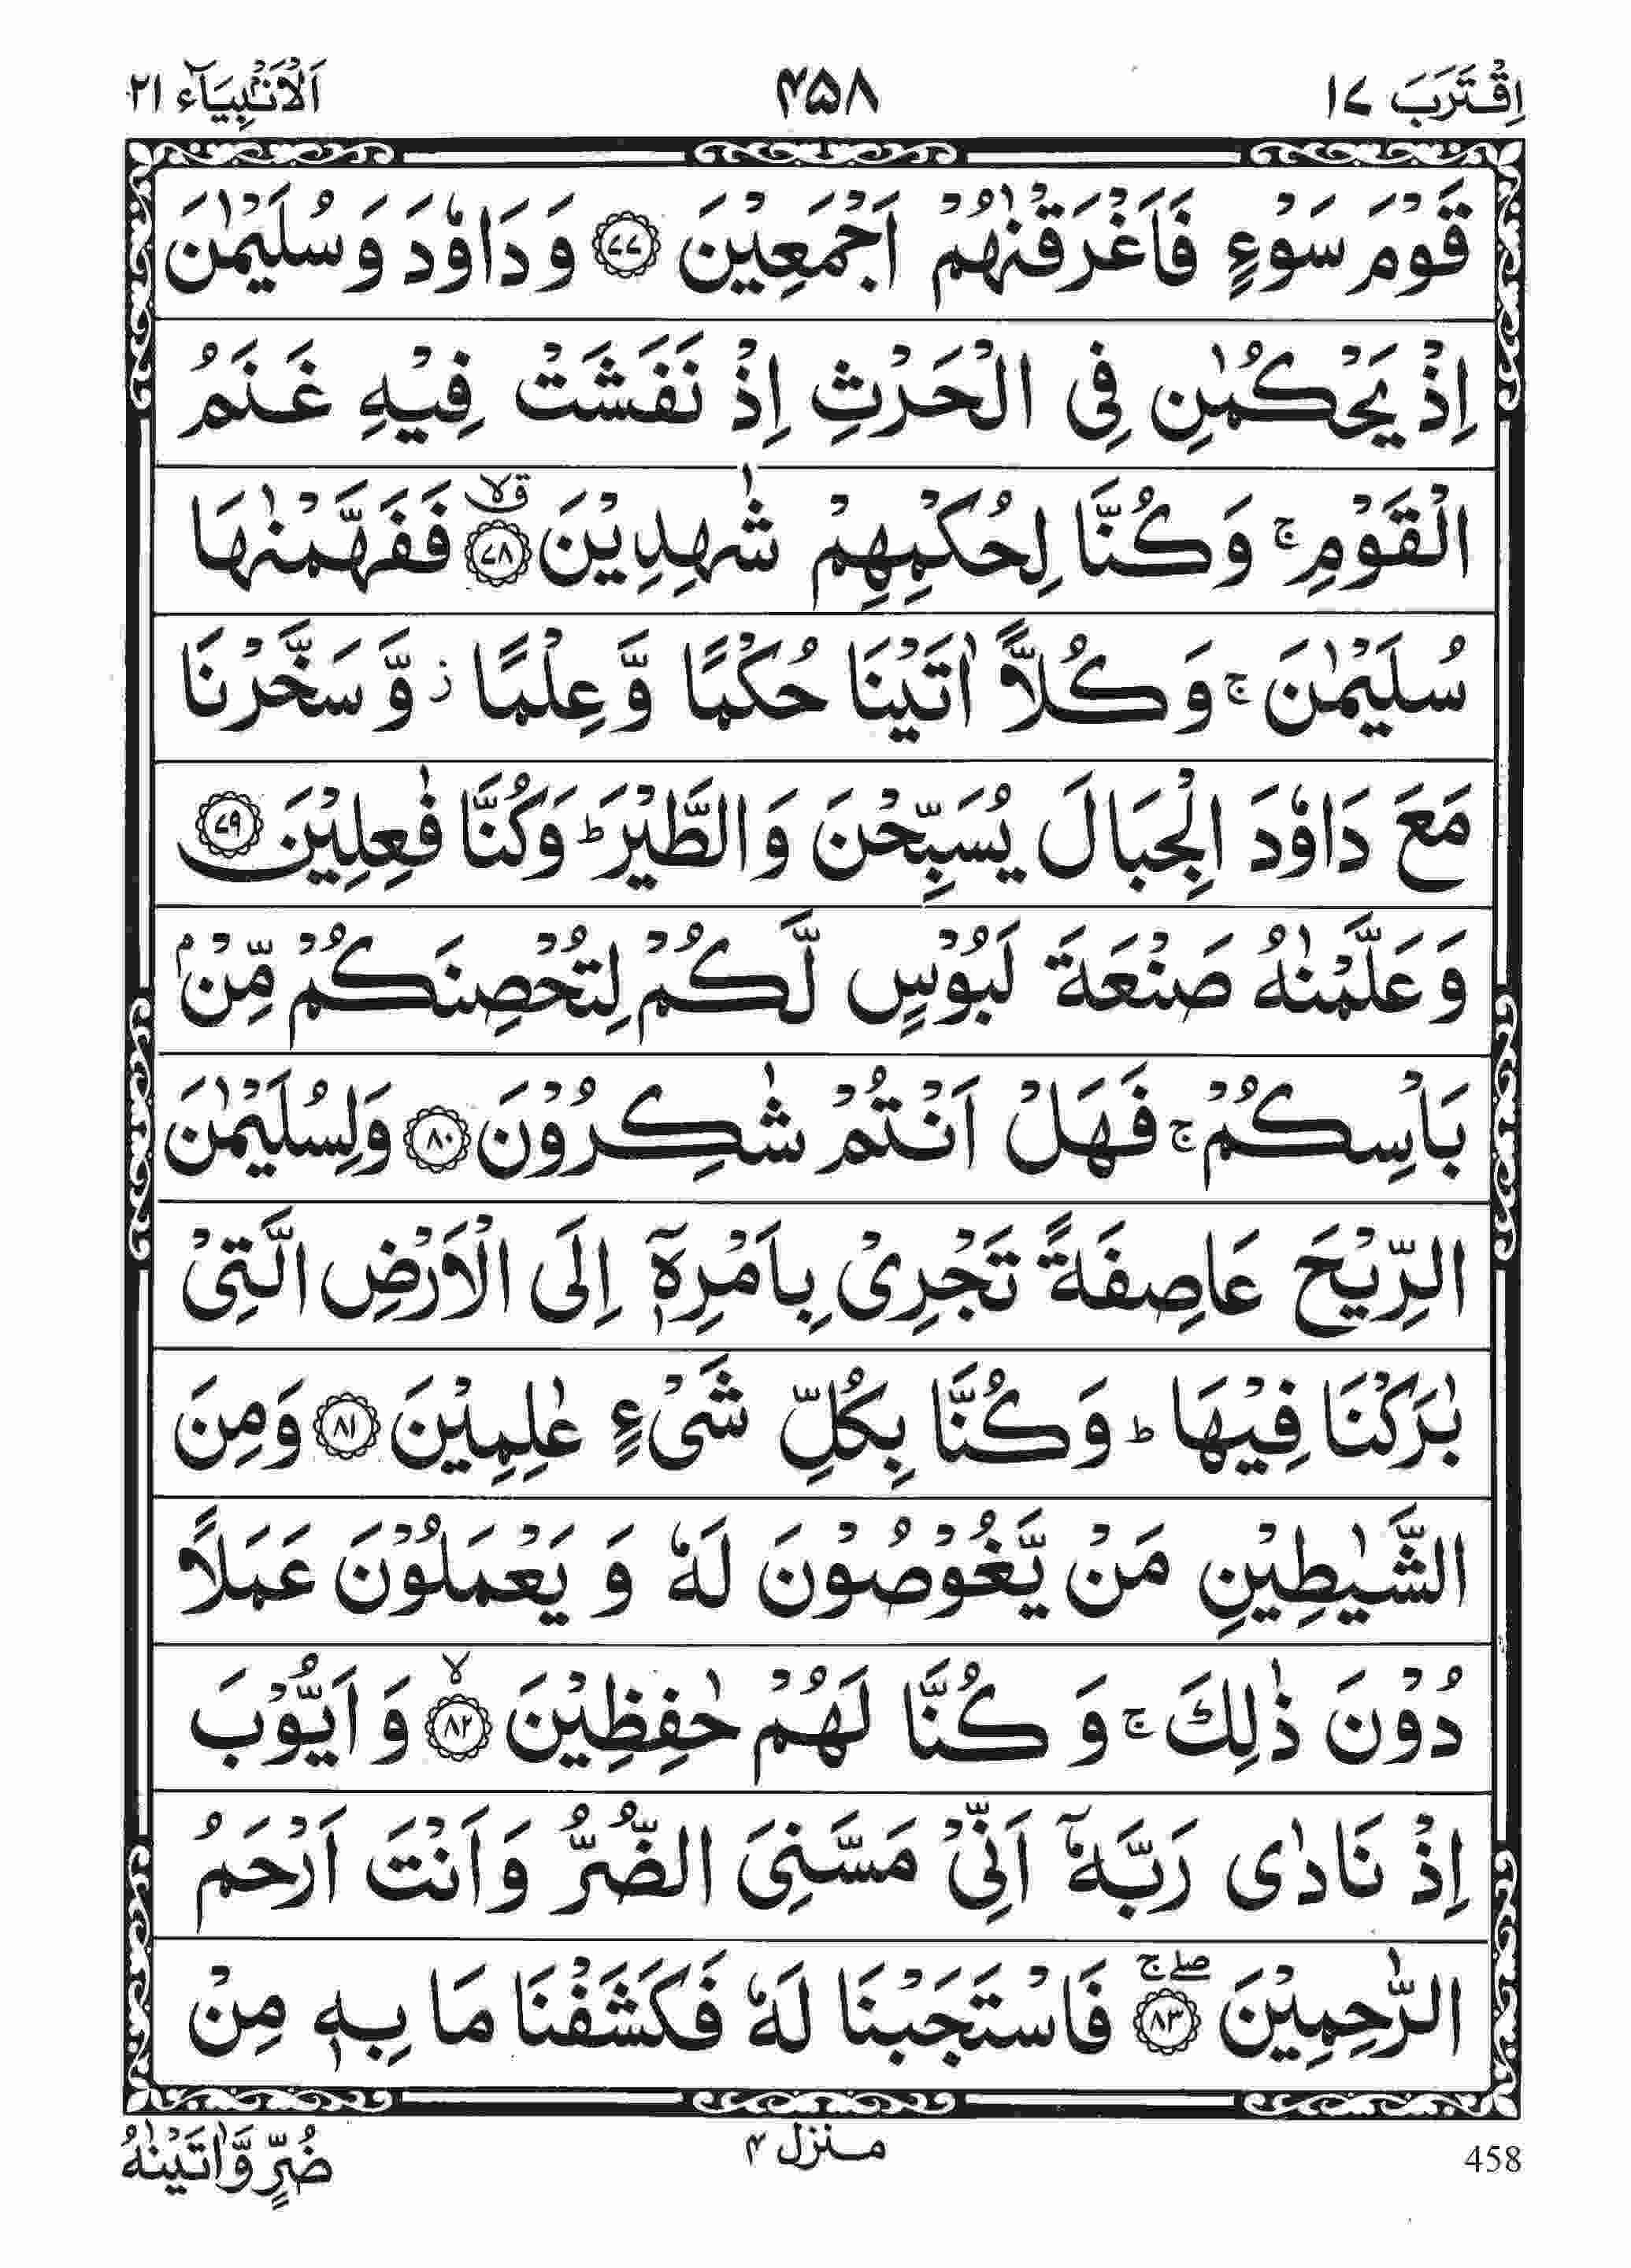 اِقْتَرَبَ ١٧ ۴۵۸ اَلْاَنْۢبِيَآء ٢١
قَوْمَ سَوْءٍ فَاَغْرَقْنٰهُمْ اَجْمَعِيْنَ ﴿٧٧﴾ وَ دَاوٗدَ وَ سُلَيْمٰنَ
اِذْ يَحْكُمٰنِ فِى الْحَرْثِ اِذْ نَفَشَتْ فِيْهِ غَنَمُ
الْقَوْمِ ۚ وَ كُنَّا لِحُكْمِهِمْ شٰهِدِيْنَ ﴿٧٨﴾ۙۗ فَفَهَّمْنٰهَا
سُلَيْمٰنَ ۚ وَ كُلًّا اٰتَيْنَا حُكْمًا وَّ عِلْمًا ز وَّ سَخَّرْنَا
مَعَ دَاوٗدَ الْجِبَالَ يُسَبِّحْنَ وَ الطَّيْرَ ؕ وَ كُنَّا فٰعِلِيْنَ ﴿٧٩﴾
وَ عَلَّمْنٰهُ صَنْعَةَ لَبُوْسٍ لَّكُمْ لِتُحْصِنَكُمْ مِّنْۢ
بَاْسِكُمْ ۚ فَهَلْ اَنْتُمْ شٰكِرُوْنَ ﴿٨٠﴾ وَ لِسُلَيْمٰنَ
الرِّيْحَ عَاصِفَةً تَجْرِىْ بِاَمْرِهٖٓ اِلَى الْاَرْضِ الَّتِىْ
بٰرَكْنَا فِيْهَا ؕ وَ كُنَّا بِكُلِّ شَىْءٍ عٰلِمِيْنَ ﴿٨١﴾ وَ مِنَ
الشَّيٰطِيْنِ مَنْ يَّغُوْصُوْنَ لَهٗ وَ يَعْمَلُوْنَ عَمَلًا
دُوْنَ ذٰلِكَ ۚ وَ كُنَّا لَهُمْ حٰفِظِيْنَ ﴿٨٢﴾ۙ وَ اَيُّوْبَ
اِذْ نَادٰى رَبَّهٗٓ اَنِّىْ مَسَّنِىَ الضُّرُّ وَ اَنْتَ اَرْحَمُ
الرّٰحِمِيْنَ ﴿٨٣﴾ۖۚ فَاسْتَجَبْنَا لَهٗ فَكَشَفْنَا مَا بِهٖ مِنْ
458 منزل ۴ ضُرٍّ وَّ اٰتَيْنٰهُ